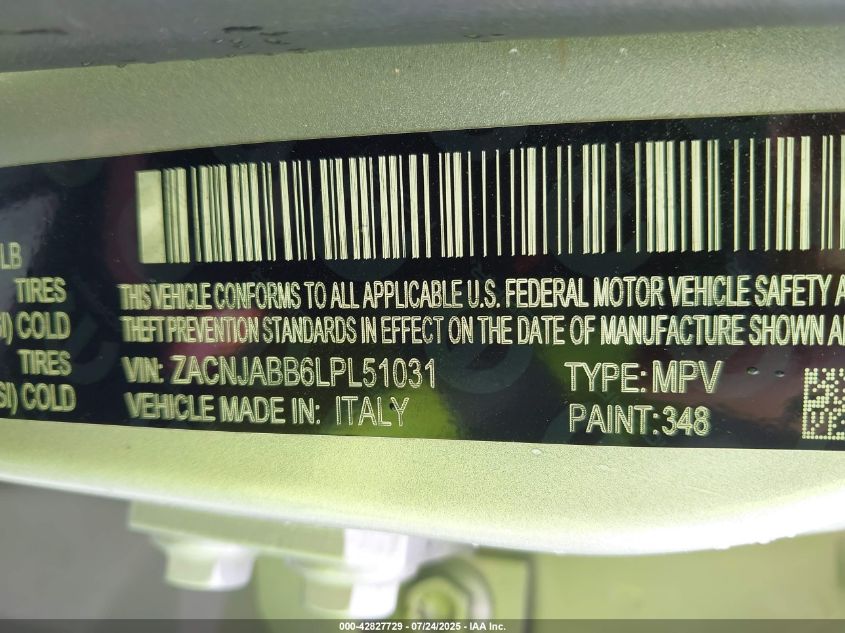 LB
TIRES
SI) COLD
TIRES
SI) COLD
THIS VEHICLE CONFORMS TO ALL APPLICABLE U.S. FEDERAL MOTOR VEHICLE SAFETY A
THEFT PREVENTION STANDARDS IN EFFECT ON THE DATE OF MANUFACTURE SHOWN A
VIN: ZACNJABB6LPL51031 TYPE: MPV
VEHICLE MADE IN: ITALY PAINT: 348
000-42827729 - 07/24/2025 - IAA Inc.